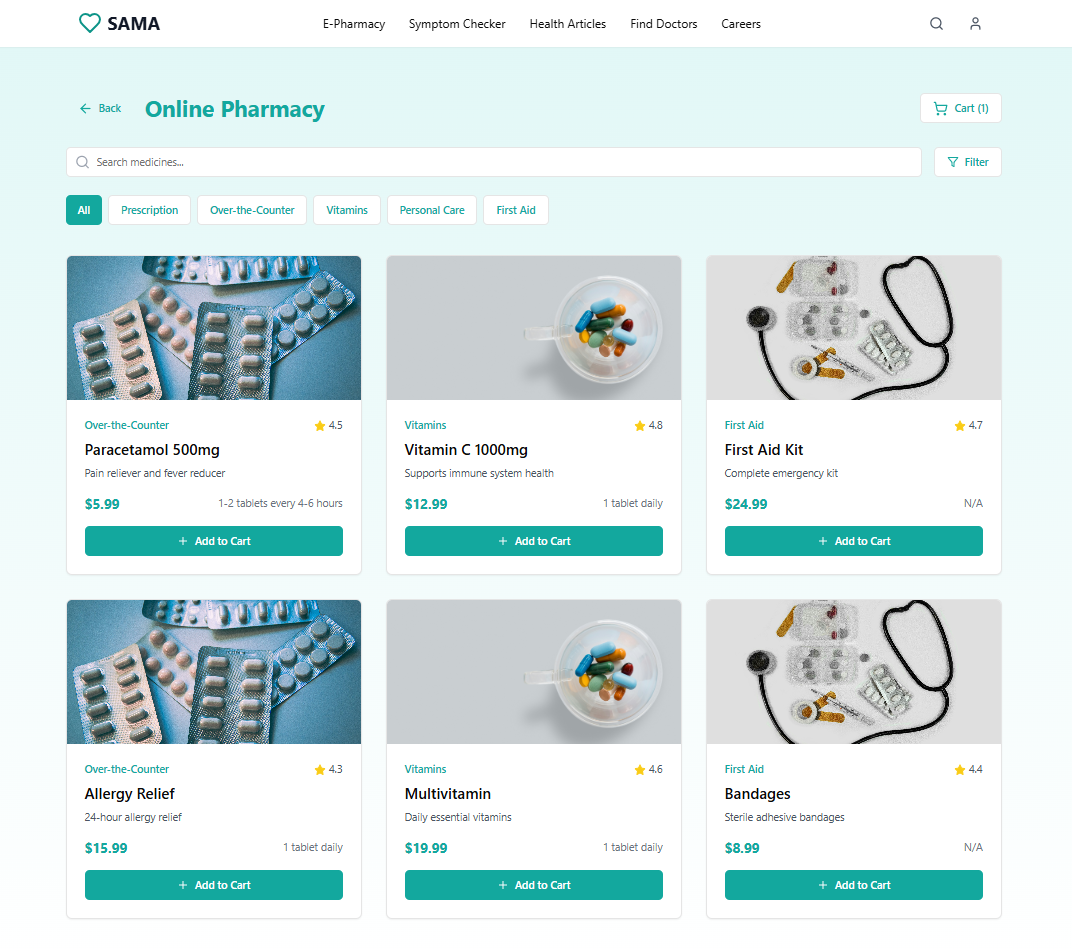 SAMA
E-Pharmacy Symptom Checker Health Articles Find Doctors Careers
Back Online Pharmacy Cart (1)
Search medicines... Filter
All Prescription Over-the-Counter Vitamins Personal Care First Aid
Over-the-Counter 4.5
Paracetamol 500mg
Pain reliever and fever reducer
$5.99 1-2 tablets every 4-6 hours
+ Add to Cart
Vitamins 4.8
Vitamin C 1000mg
Supports immune system health
$12.99 1 tablet daily
+ Add to Cart
First Aid 4.7
First Aid Kit
Complete emergency kit
$24.99 N/A
+ Add to Cart
Over-the-Counter 4.3
Allergy Relief
24-hour allergy relief
$15.99 1 tablet daily
+ Add to Cart
Vitamins 4.6
Multivitamin
Daily essential vitamins
$19.99 1 tablet daily
+ Add to Cart
First Aid 4.4
Bandages
Sterile adhesive bandages
$8.99 N/A
+ Add to Cart